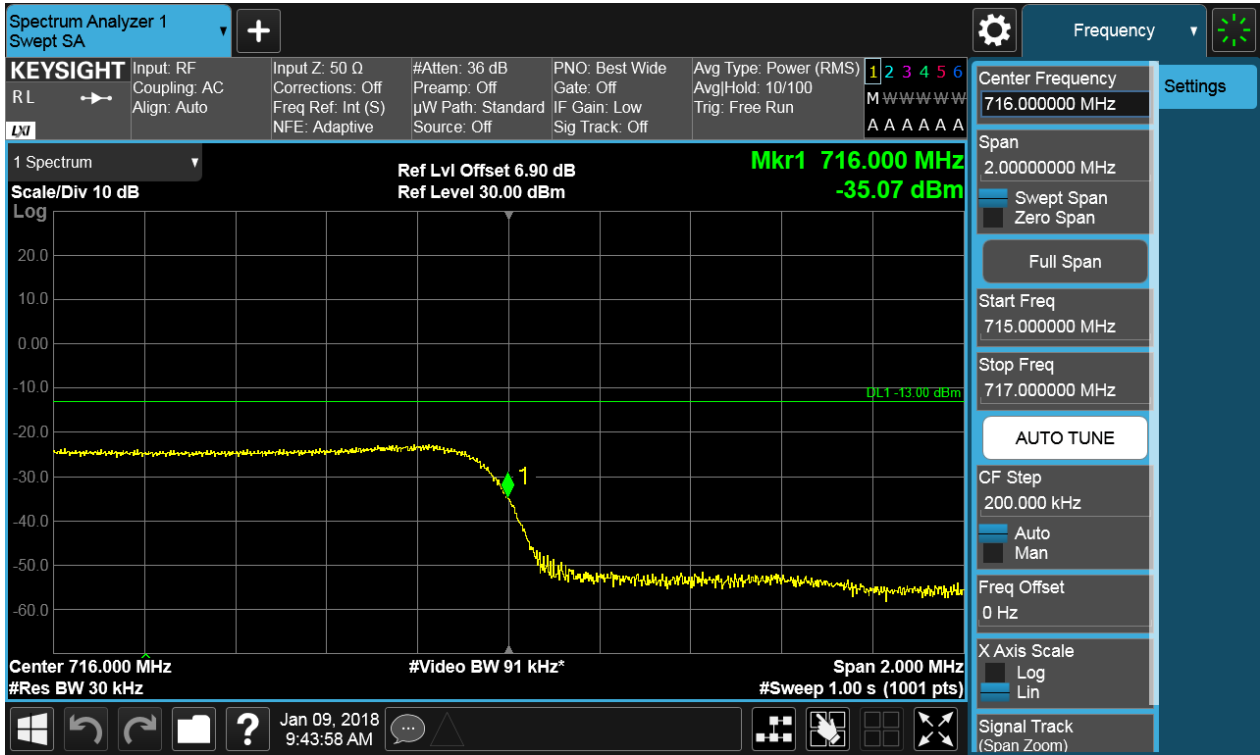 Spectrum Analyzer 1
Swept SA
+
Frequency
KEYSIGHT
RL
LXI
Input: RF
Coupling: AC
Align: Auto
Input Z: 50 Ω
Corrections: Off
Freq Ref: Int (S)
NFE: Adaptive
#Atten: 36 dB
Preamp: Off
µW Path: Standard
Source: Off
PNO: Best Wide
Gate: Off
IF Gain: Low
Sig Track: Off
Avg Type: Power (RMS)
Avg|Hold: 10/100
Trig: Free Run
1 2 3 4 5 6
M W W W W W
A A A A A A
1 Spectrum
Scale/Div 10 dB
Log
Ref Lvl Offset 6.90 dB
Ref Level 30.00 dBm
Mkr1 716.000 MHz
-35.07 dBm
20.0
10.0
0.00
-10.0
DL1 -13.00 dBm
-20.0
-30.0
1
-40.0
-50.0
-60.0
Center 716.000 MHz
#Video BW 91 kHz*
Span 2.000 MHz
#Res BW 30 kHz
#Sweep 1.00 s (1001 pts)
Center Frequency
716.000000 MHz
Settings
Span
2.00000000 MHz
Swept Span
Zero Span
Full Span
Start Freq
715.000000 MHz
Stop Freq
717.000000 MHz
AUTO TUNE
CF Step
200.000 kHz
Auto
Man
Freq Offset
0 Hz
X Axis Scale
Log
Lin
Signal Track
(Span Zoom)
?
Jan 09, 2018
9:43:58 AM